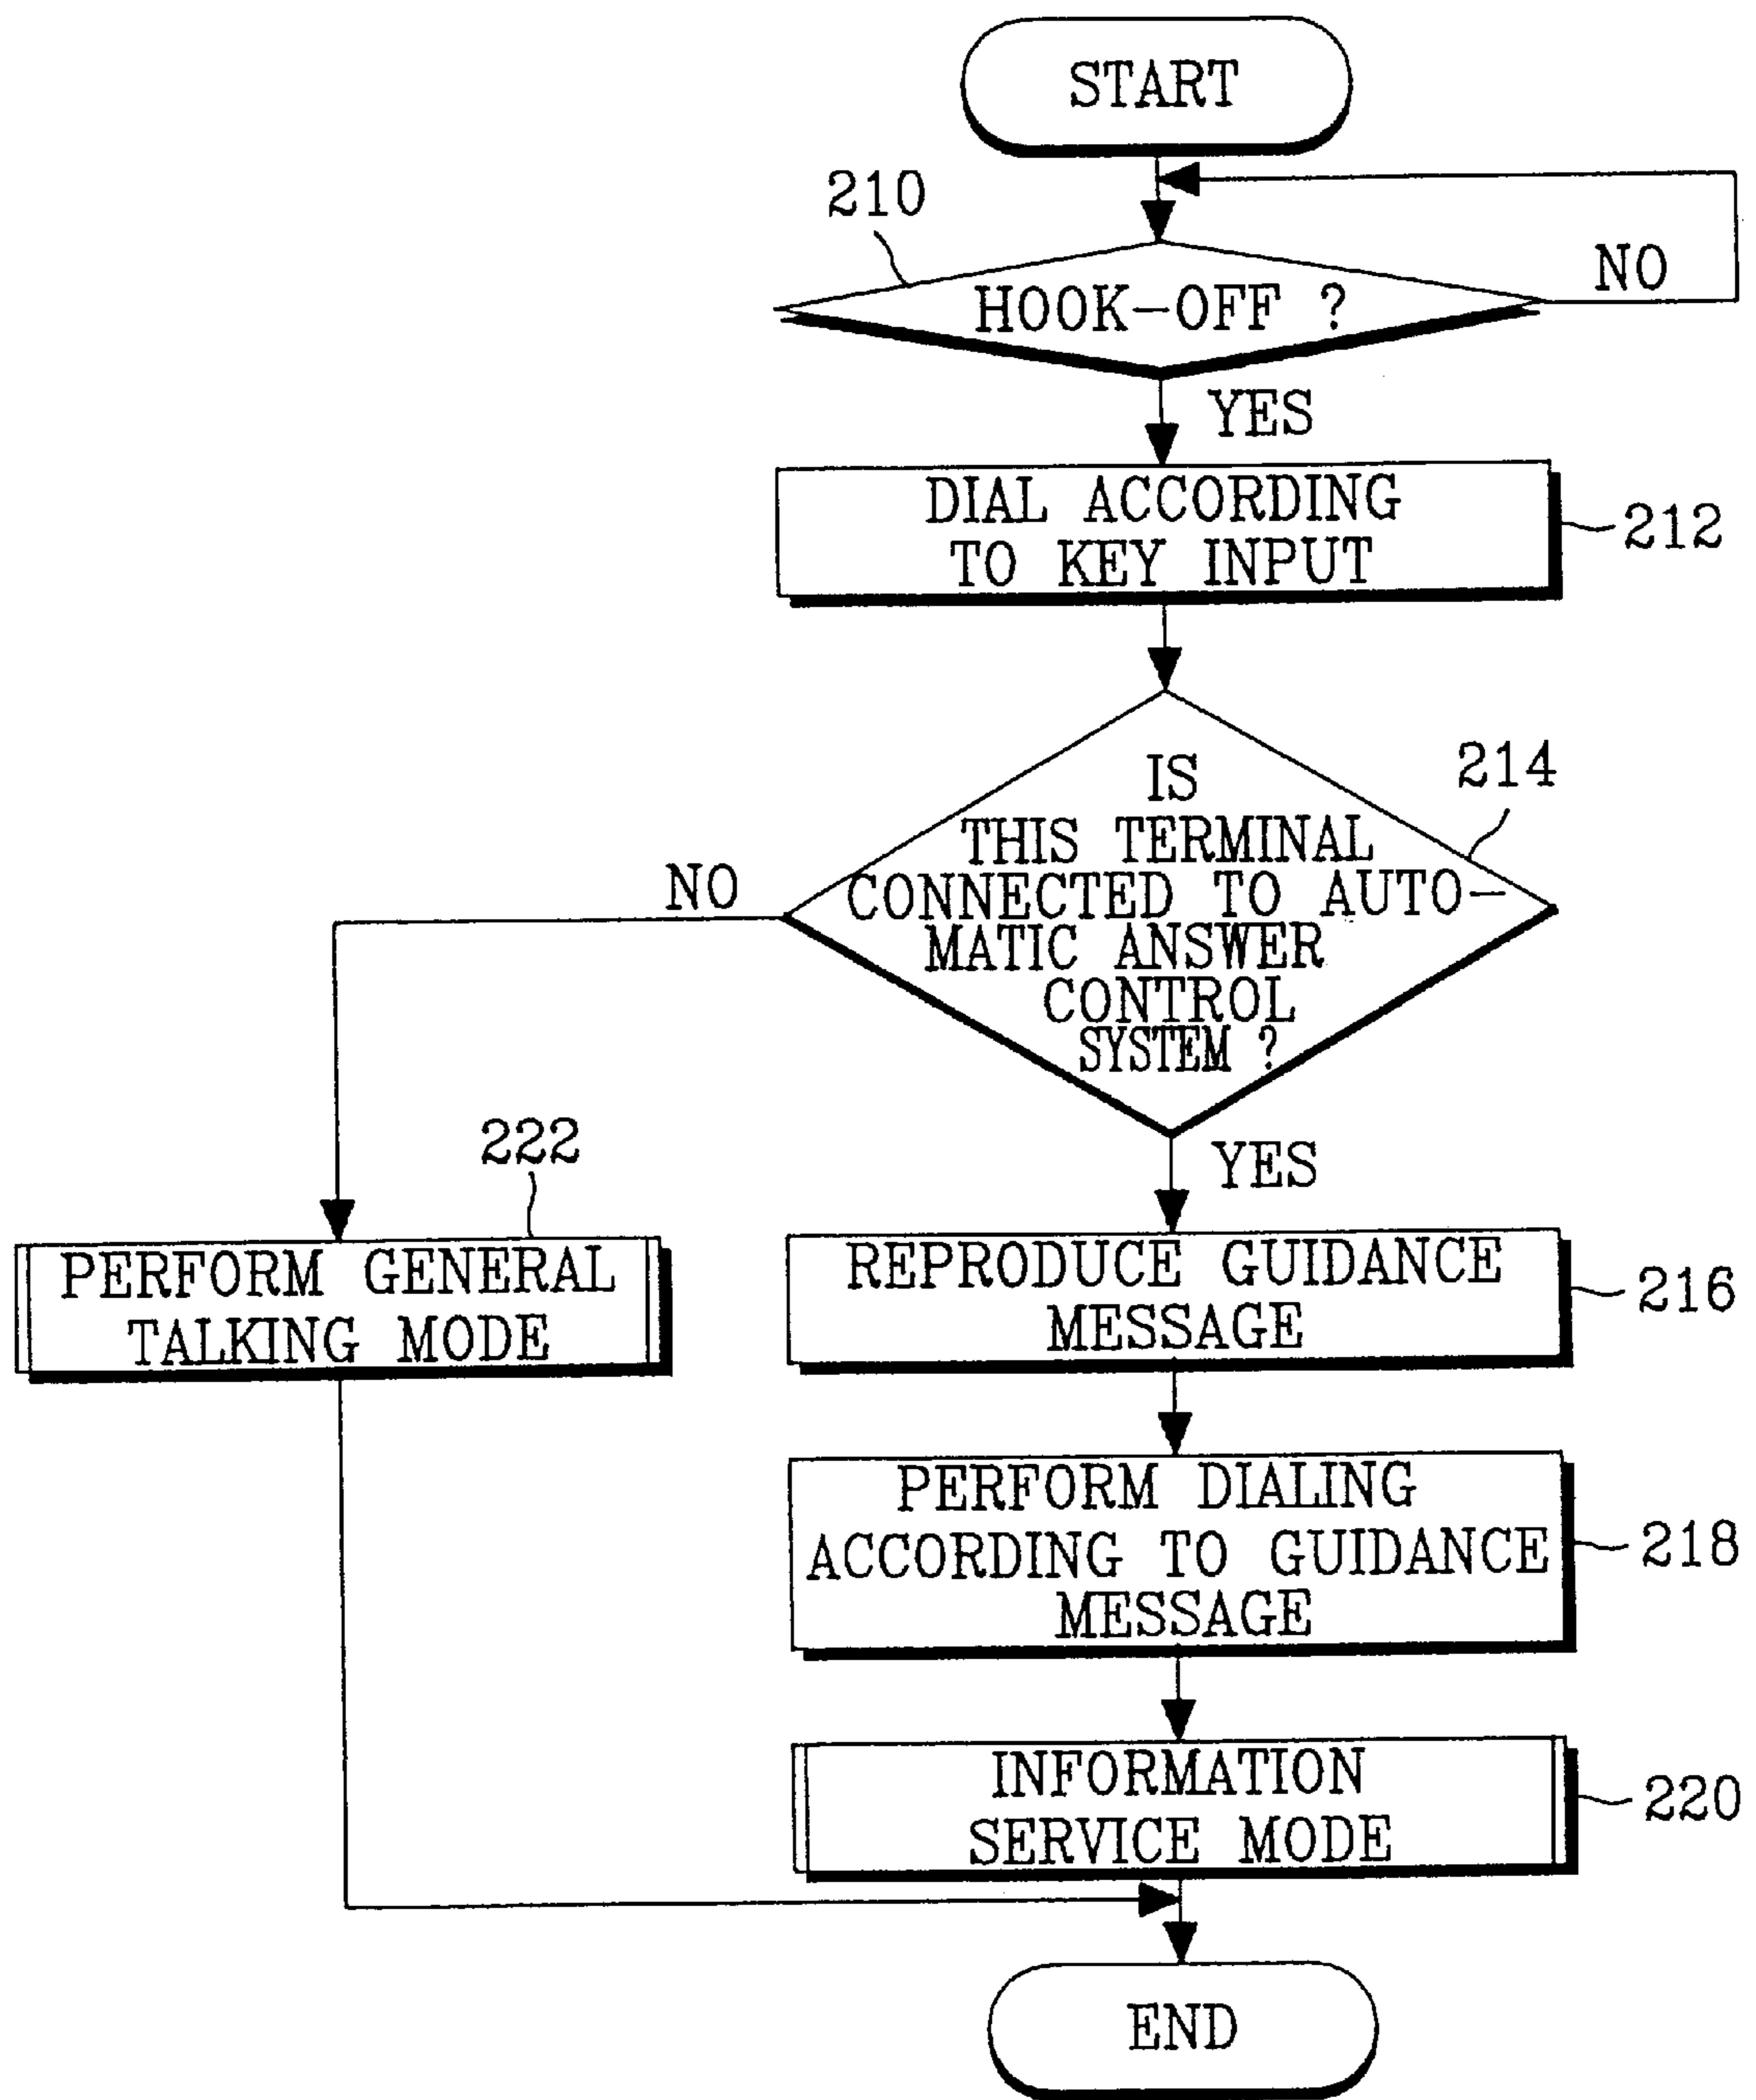 START
210
HOOK-OFF ?
NO
YES
DIAL ACCORDING
TO KEY INPUT
212
IS
THIS TERMINAL
CONNECTED TO AUTO-
MATIC ANSWER
CONTROL
SYSTEM ?
214
NO
YES
222
PERFORM GENERAL
TALKING MODE
REPRODUCE GUIDANCE
MESSAGE
216
PERFORM DIALING
ACCORDING TO GUIDANCE
MESSAGE
218
INFORMATION
SERVICE MODE
220
END